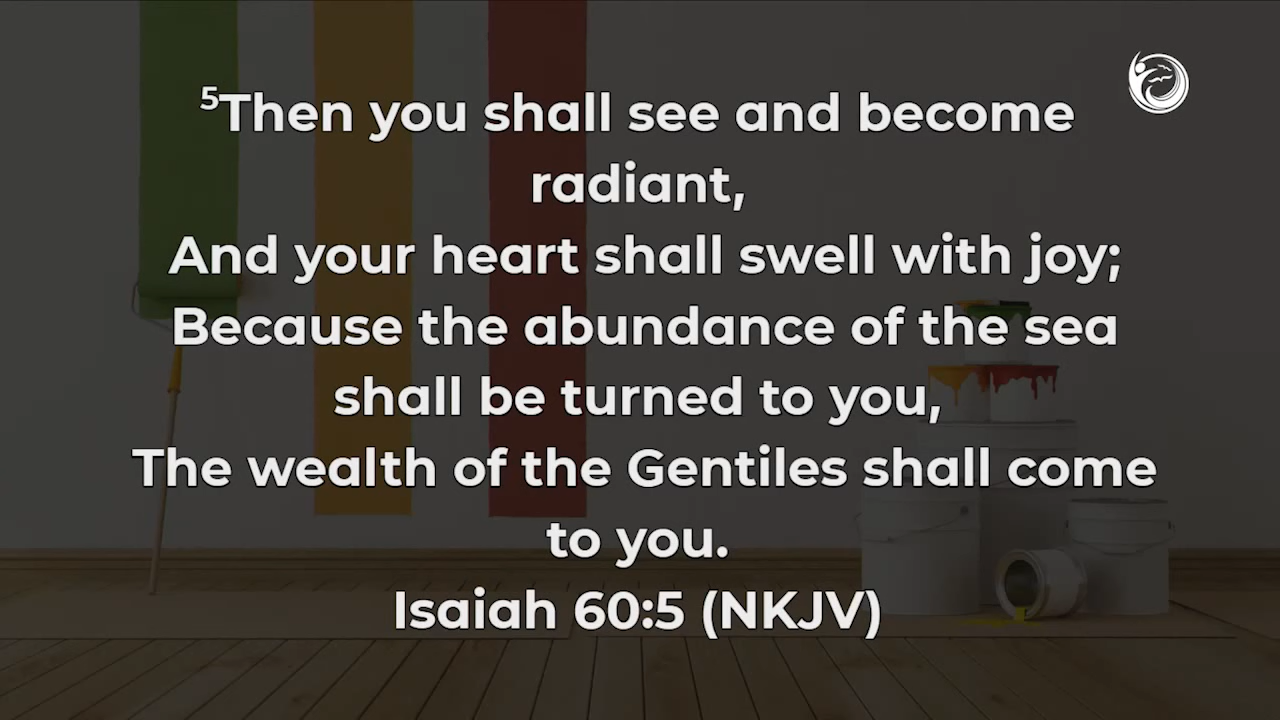 ⁵Then you shall see and become
radiant,
And your heart shall swell with joy;
Because the abundance of the sea
shall be turned to you,
The wealth of the Gentiles shall come
to you.
Isaiah 60:5 (NKJV)